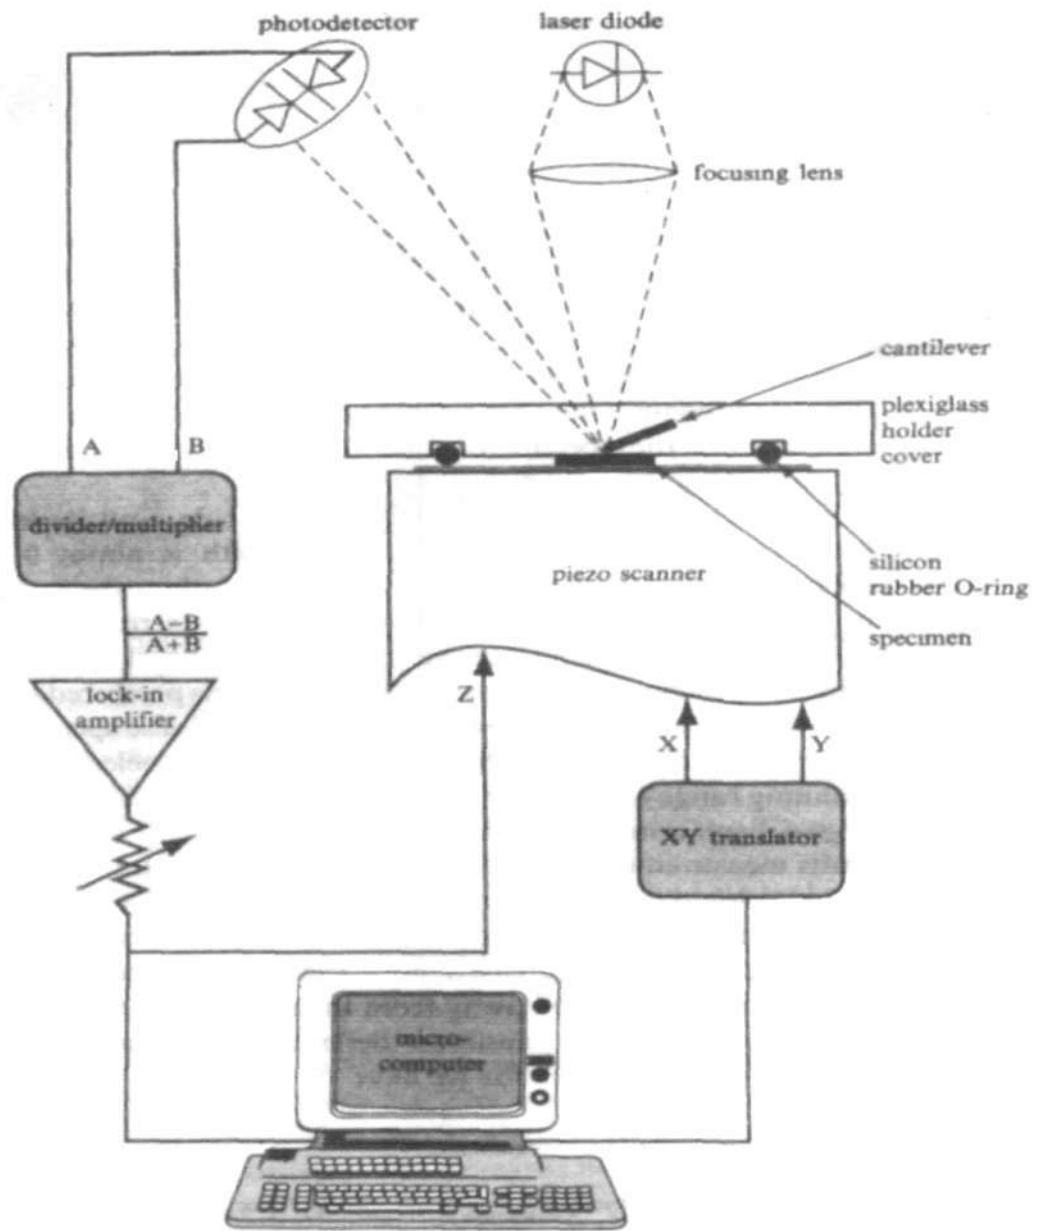 photodetector
laser diode
focusing lens
cantilever
plexiglass
holder
cover
A
B
divider/multiplier
piezo scanner
silicon
rubber O-ring
specimen
A-B
A+B
lock-in
amplifier
Z
X
Y
XY translator
micro-
computer